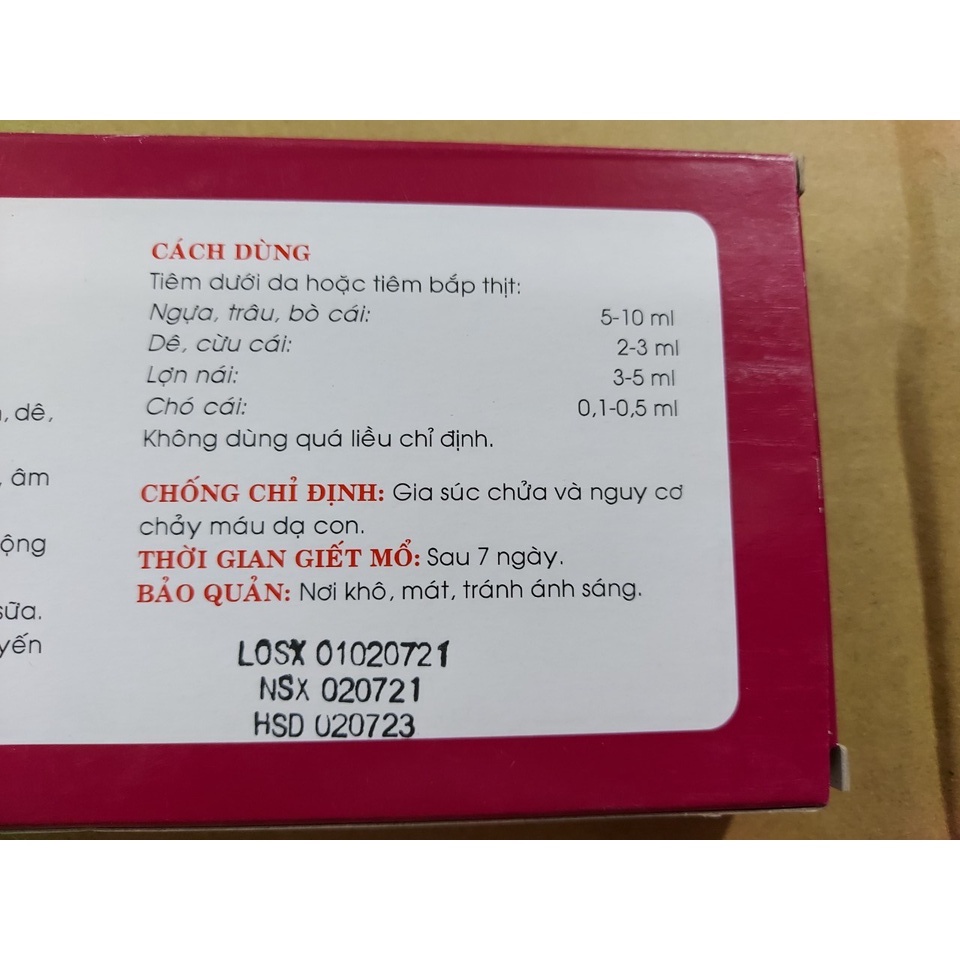 dê,
âm
sữa.
CÁCH DÙNG
Tiêm dưới da hoặc tiêm bắp thịt:
Ngựa, trâu, bò cái: 5-10 ml
Dê, cừu cái: 2-3 ml
Lợn nái: 3-5 ml
Chó cái: 0,1-0,5 ml
Không dùng quá liều chỉ định.
CHỐNG CHỈ ĐỊNH: Gia súc chửa và nguy cơ
chảy máu dạ con.
THỜI GIAN GIẾT MỔ: Sau 7 ngày.
BẢO QUẢN: Nơi khô, mát, tránh ánh sáng.
LOSX 01020721
NSX 020721
HSD 020723